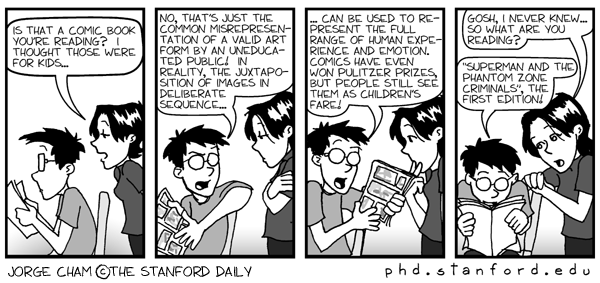 IS THAT A COMIC BOOK
YOU'RE READING? I
THOUGHT THOSE WERE
FOR KIDS...
NO, THAT'S JUST THE
COMMON MISREPRESEN-
TATION OF A VALID ART
FORM BY AN UNEDUCA-
TED PUBLIC! IN
REALITY, THE JUXTAPO-
SITION OF IMAGES IN
DELIBERATE
SEQUENCE...
... CAN BE USED TO RE-
PRESENT THE FULL
RANGE OF HUMAN EXPE-
RIENCE AND EMOTION.
COMICS HAVE EVEN
WON PULITZER PRIZES,
BUT PEOPLE STILL SEE
THEM AS CHILDREN'S
FARE!
GOSH, I NEVER KNEW...
SO WHAT ARE YOU
READING?
"SUPERMAN AND THE
PHANTOM ZONE
CRIMINALS", THE
FIRST EDITION!
JORGE CHAM ©THE STANFORD DAILY
phd.stanford.edu